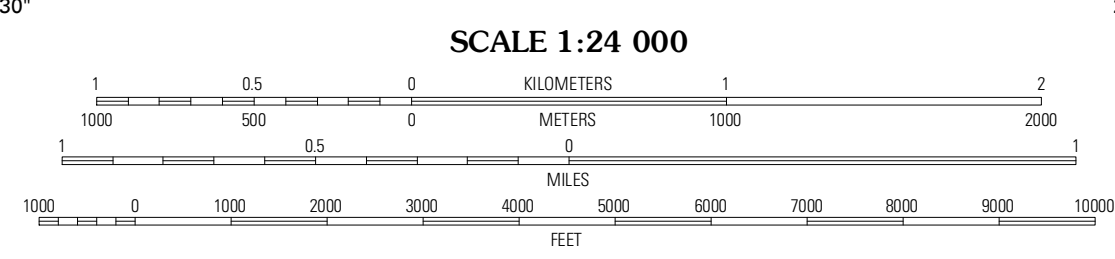 30"
SCALE 1:24 000
1 0.5 0 KILOMETERS 1 2
1000 500 0 METERS 1000 2000
1 0.5 0 1
MILES
1000 0 1000 2000 3000 4000 5000 6000 7000 8000 9000 10000
FEET